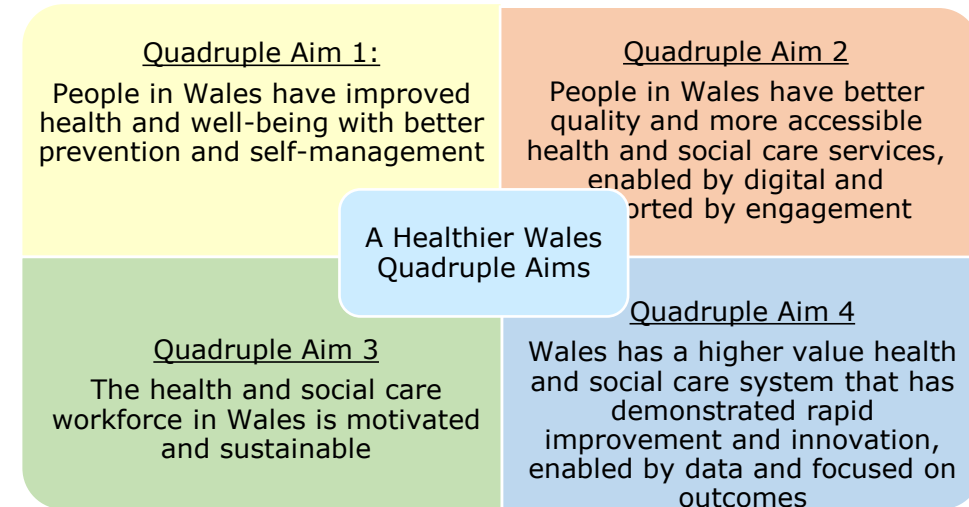 Quadruple Aim 1:
People in Wales have improved
health and well-being with better
prevention and self-management
Quadruple Aim 2
People in Wales have better
quality and more accessible
health and social care services,
enabled by digital and
orted by engagement
A Healthier Wales
Quadruple Aims
Quadruple Aim 3
The health and social care
workforce in Wales is motivated
and sustainable
Quadruple Aim 4
Wales has a higher value health
and social care system that has
demonstrated rapid
improvement and innovation,
enabled by data and focused on
outcomes